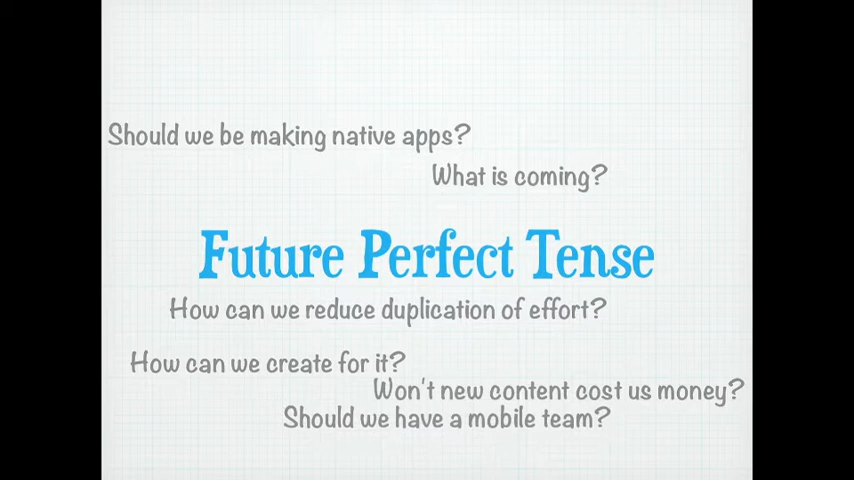 Should we be making native apps?
What is coming?
Future Perfect Tense
How can we reduce duplication of effort?
How can we create for it?
Won't new content cost us money?
Should we have a mobile team?